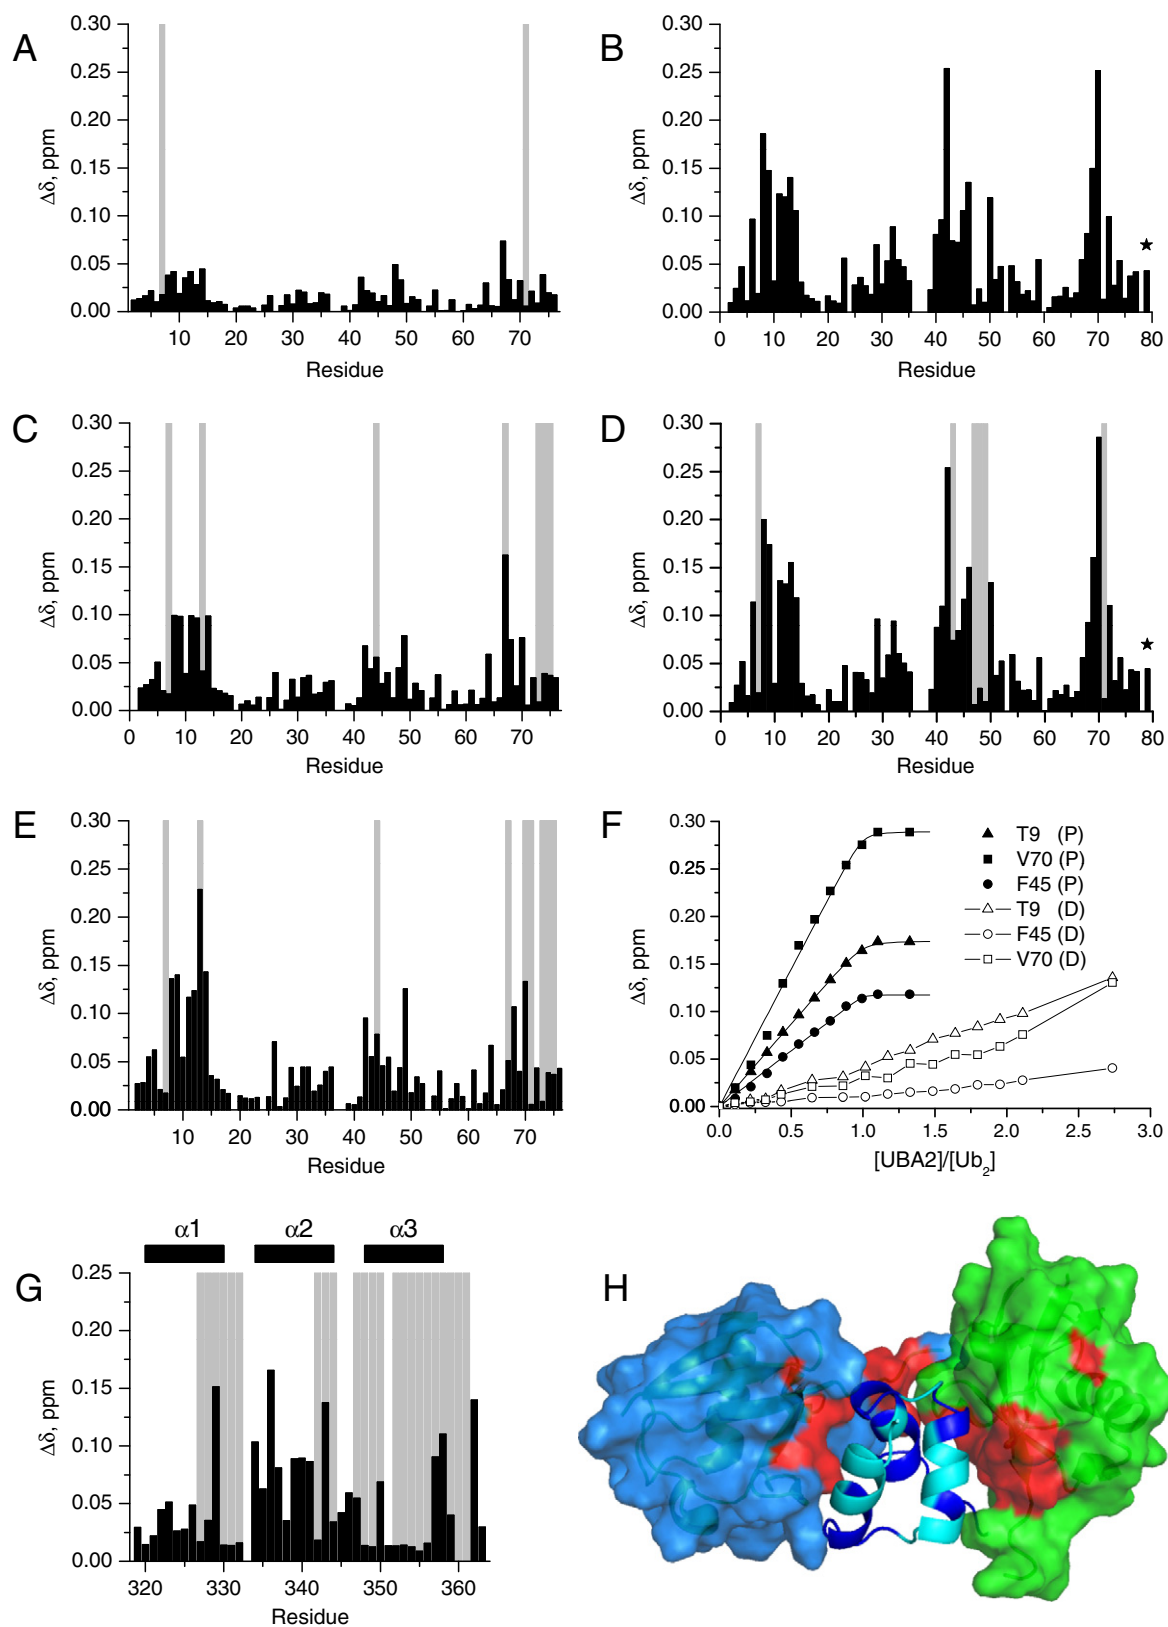 A
0.30
0.25
0.20
0.15
0.10
0.05
0.00
Δδ, ppm
10 20 30 40 50 60 70
Residue
B
0.30
0.25
0.20
0.15
0.10
0.05
0.00
Δδ, ppm
0 10 20 30 40 50 60 70 80
Residue
C
0.30
0.25
0.20
0.15
0.10
0.05
0.00
Δδ, ppm
0 10 20 30 40 50 60 70
Residue
D
0.30
0.25
0.20
0.15
0.10
0.05
0.00
Δδ, ppm
0 10 20 30 40 50 60 70 80
Residue
E
0.30
0.25
0.20
0.15
0.10
0.05
0.00
Δδ, ppm
10 20 30 40 50 60 70
Residue
F
0.30
0.25
0.20
0.15
0.10
0.05
0.00
Δδ, ppm
T9 (P)
V70 (P)
F45 (P)
T9 (D)
F45 (D)
V70 (D)
0.0 0.5 1.0 1.5 2.0 2.5 3.0
[UBA2]/[Ub₂]
G
α1 α2 α3
0.25
0.20
0.15
0.10
0.05
0.00
Δδ, ppm
320 330 340 350 360
Residue
H